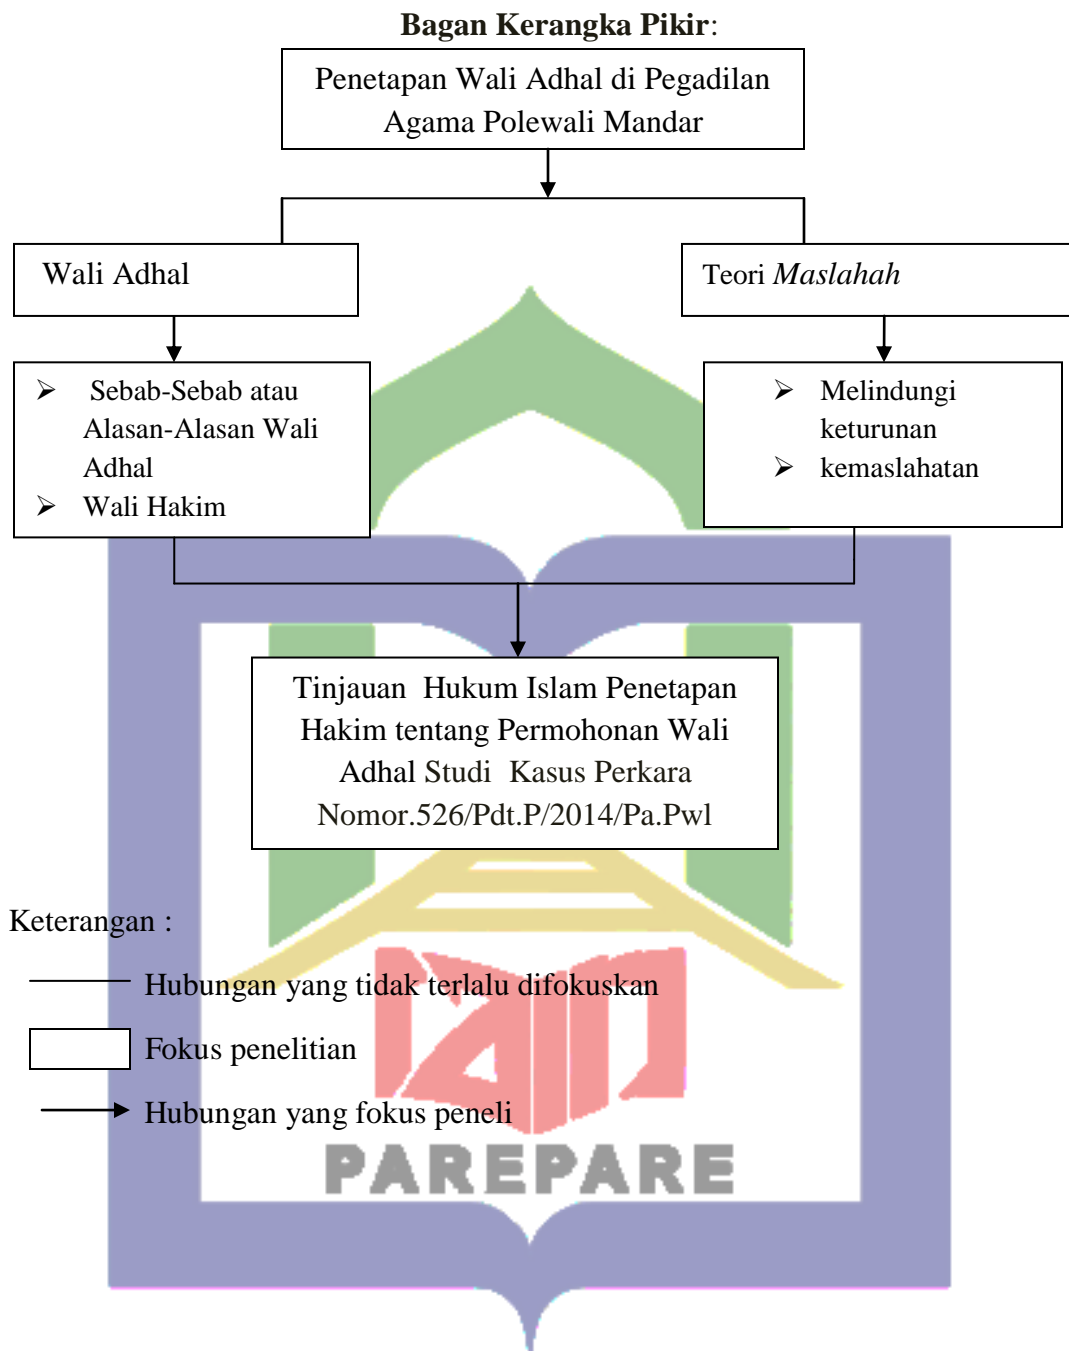 Bagan Kerangka Pikir:
Penetapan Wali Adhal di Pegadilan
Agama Polewali Mandar
Wali Adhal
Teori Maslahah
➢ Sebab-Sebab atau
Alasan-Alasan Wali
Adhal
➢ Wali Hakim
➢ Melindungi
keturunan
➢ kemaslahatan
Tinjauan Hukum Islam Penetapan
Hakim tentang Permohonan Wali
Adhal Studi Kasus Perkara
Nomor.526/Pdt.P/2014/Pa.Pwl
Keterangan :
Hubungan yang tidak terlalu difokuskan
Fokus penelitian
Hubungan yang fokus peneli
IAIN
PAREPARE